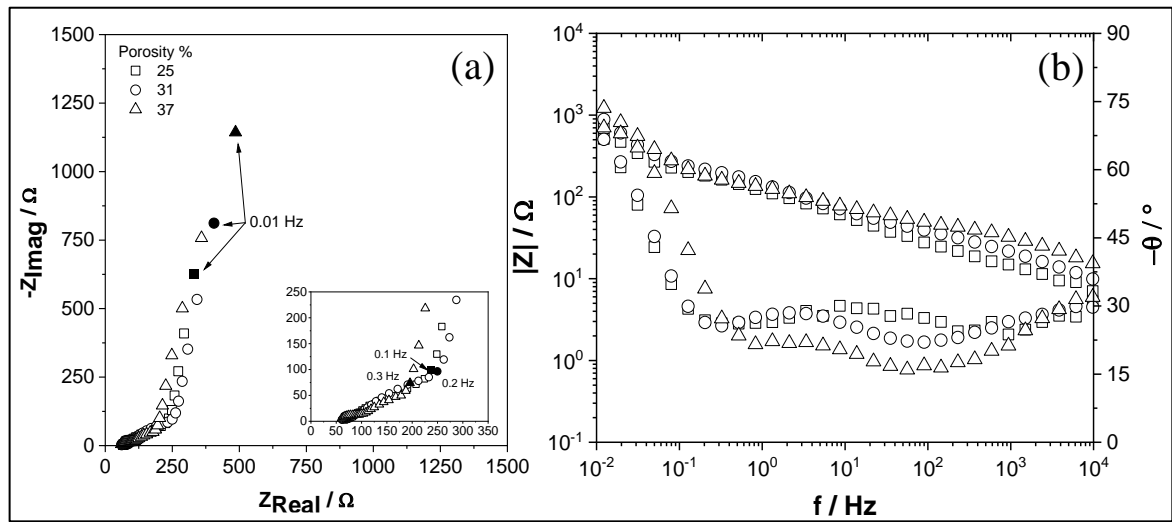 (a)
Porosity %
25
31
37
1500
1250
1000
750
500
250
0
-ZImag / Ω
0.01 Hz
250
200
150
100
50
0
0.1 Hz
0.3 Hz
0.2 Hz
0 50 100 150 200 250 300 350
0 250 500 750 1000 1250 1500
ZReal / Ω
(b)
10⁴
10³
10²
10¹
10⁰
10⁻¹
|Z| / Ω
90
75
60
45
30
15
0
–θ / °
10⁻² 10⁻¹ 10⁰ 10¹ 10² 10³ 10⁴
f / Hz